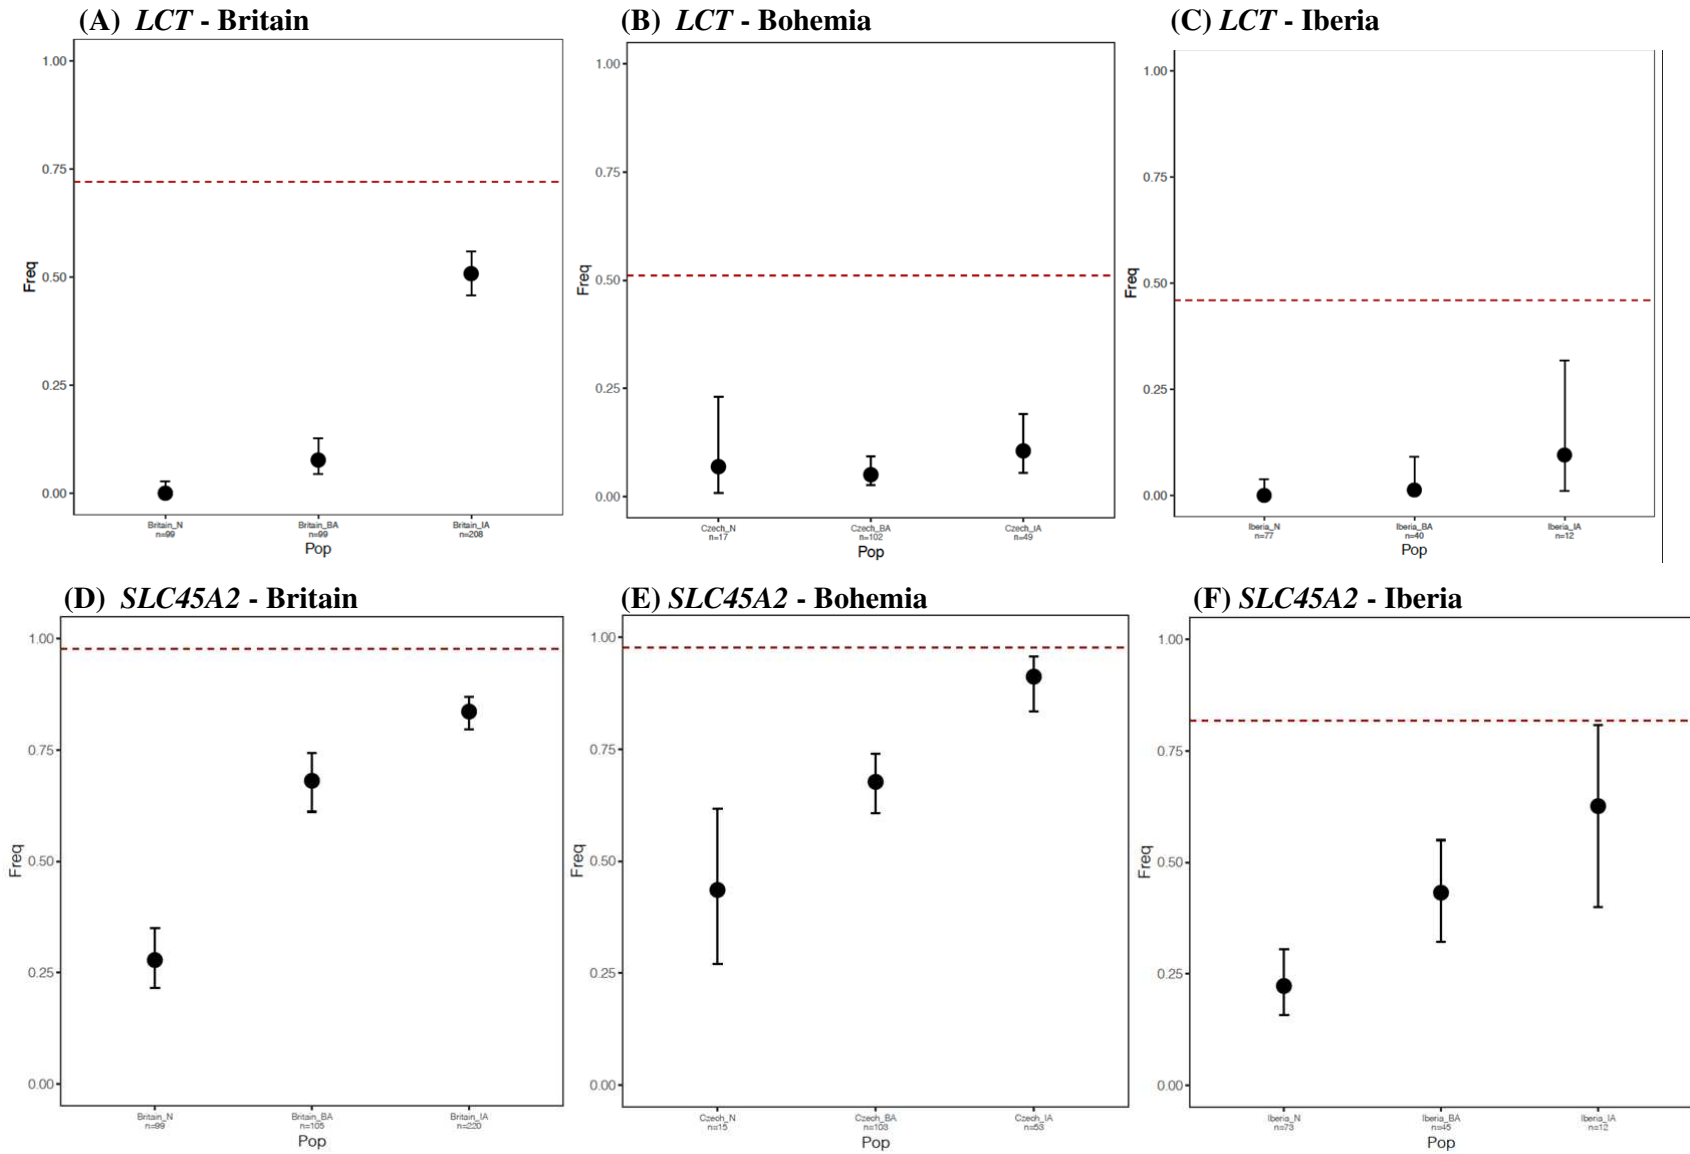 (A) LCT - Britain
1.00
0.75
0.50
0.25
0.00
Freq
Britain_N
n=99
Britain_BA
n=99
Britain_IA
n=208
Pop
(B) LCT - Bohemia
1.00
0.75
0.50
0.25
0.00
Freq
Czech_N
n=17
Czech_BA
n=102
Czech_IA
n=49
Pop
(C) LCT - Iberia
1.00
0.75
0.50
0.25
0.00
Freq
Iberia_N
n=77
Iberia_BA
n=40
Iberia_IA
n=12
Pop
(D) SLC45A2 - Britain
1.00
0.75
0.50
0.25
0.00
Freq
Britain_N
n=99
Britain_BA
n=105
Britain_IA
n=220
Pop
(E) SLC45A2 - Bohemia
1.00
0.75
0.50
0.25
0.00
Freq
Czech_N
n=15
Czech_BA
n=103
Czech_IA
n=53
Pop
(F) SLC45A2 - Iberia
1.00
0.75
0.50
0.25
0.00
Freq
Iberia_N
n=73
Iberia_BA
n=45
Iberia_IA
n=12
Pop